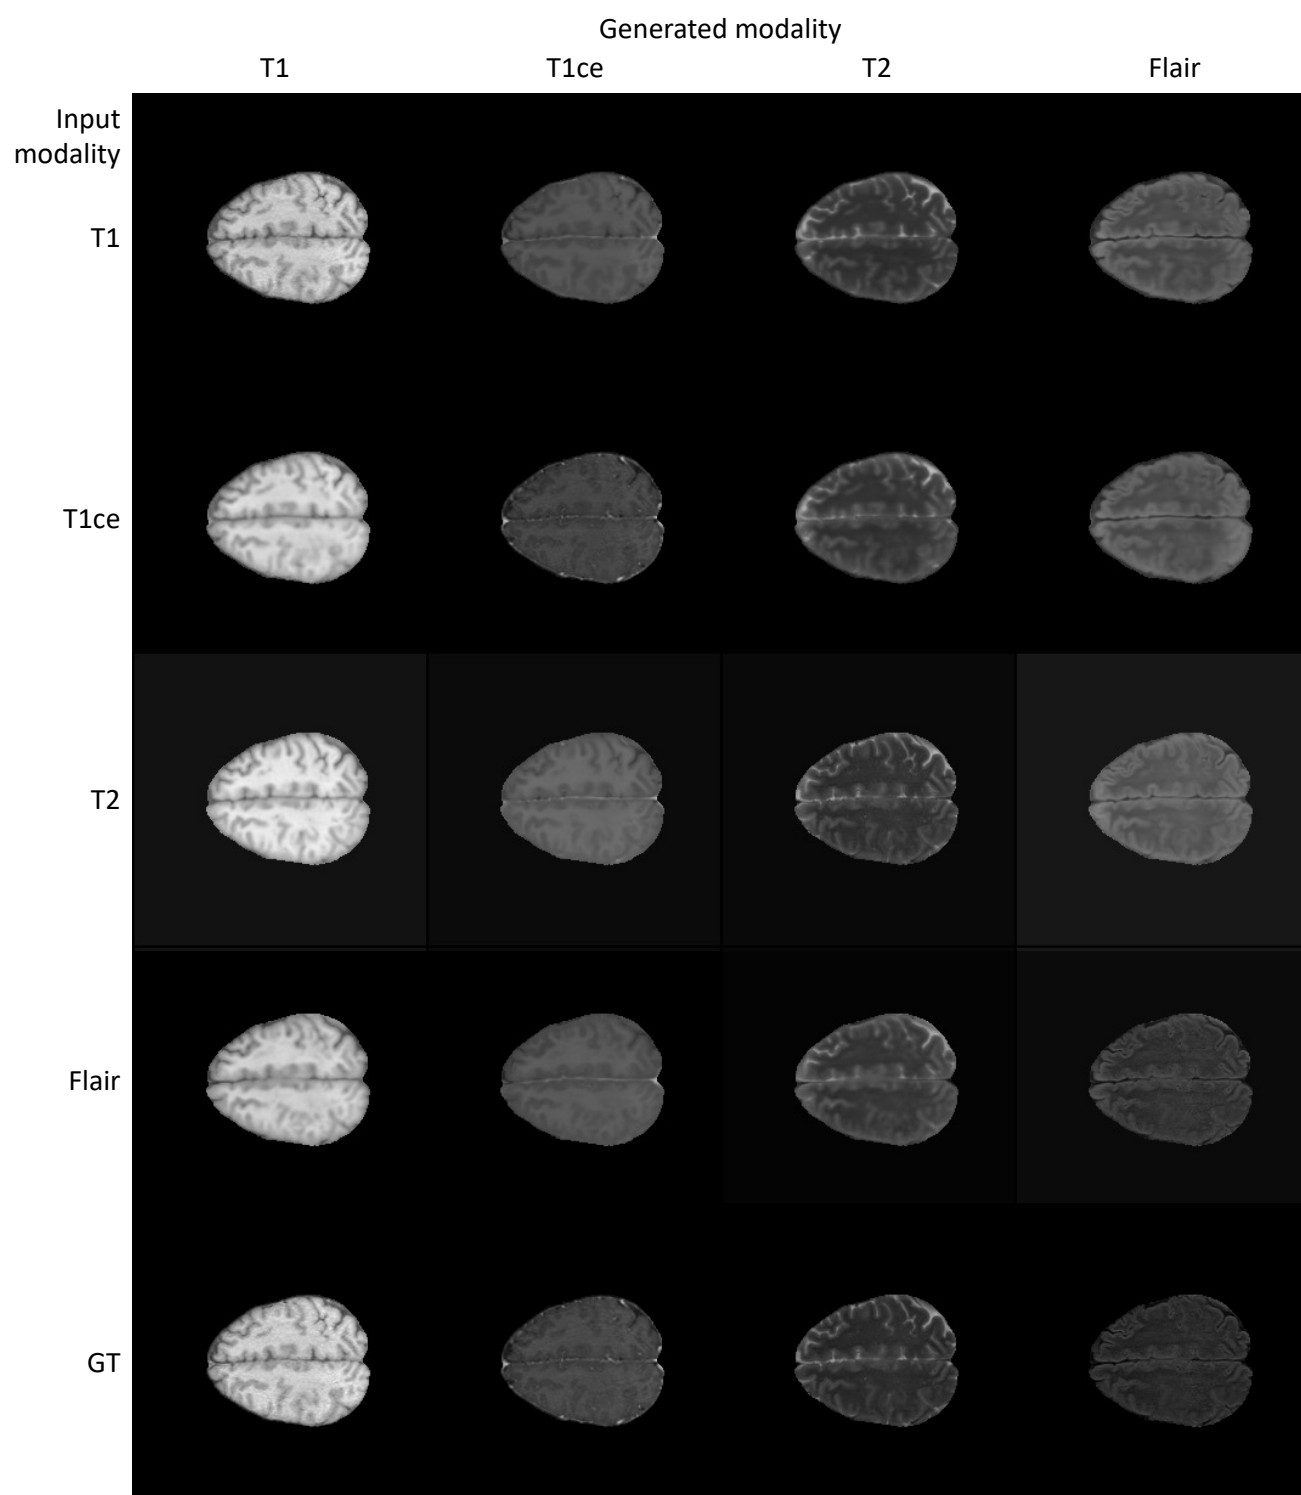 Generated modality
T1 T1ce T2 Flair
Input
modality
T1
T1ce
T2
Flair
GT